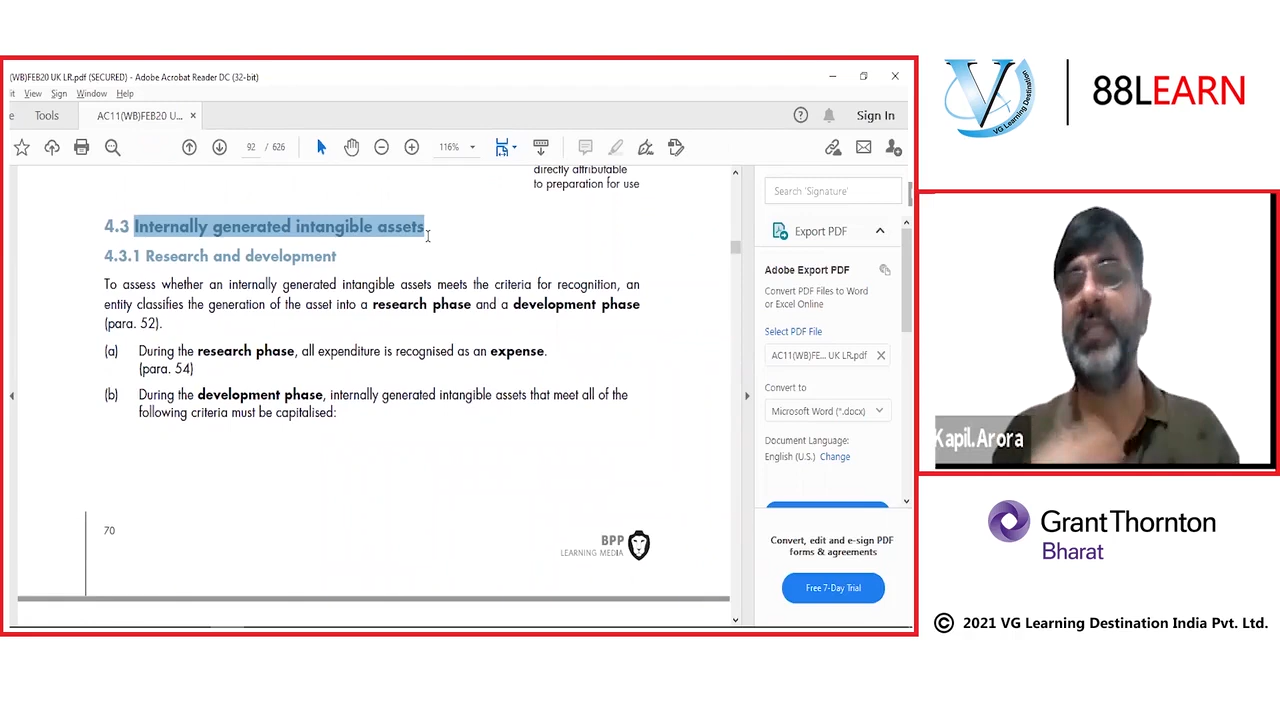 (WB)FEB20 UK LR.pdf (SECURED) - Adobe Acrobat Reader DC (32-bit)
it View Sign Window Help
e Tools AC11(WB)FEB20 U... × Sign In
92 / 626 116%
directly attributable
to preparation for use
4.3 Internally generated intangible assets
4.3.1 Research and development
To assess whether an internally generated intangible assets meets the criteria for recognition, an
entity classifies the generation of the asset into a research phase and a development phase
(para. 52).
(a) During the research phase, all expenditure is recognised as an expense.
(para. 54)
(b) During the development phase, internally generated intangible assets that meet all of the
following criteria must be capitalised:
70
BPP
LEARNING MEDIA
Search 'Signature'
Export PDF
Adobe Export PDF
Convert PDF Files to Word
or Excel Online
Select PDF File
AC11(WB)FE... UK LR.pdf
Convert to
Microsoft Word (*.docx)
Document Language:
English (U.S.) Change
Convert, edit and e-sign PDF
forms & agreements
Free 7-Day Trial
V
VG Learning Destination
88LEARN
Kapil.Arora
GrantThornton
Bharat
© 2021 VG Learning Destination India Pvt. Ltd.